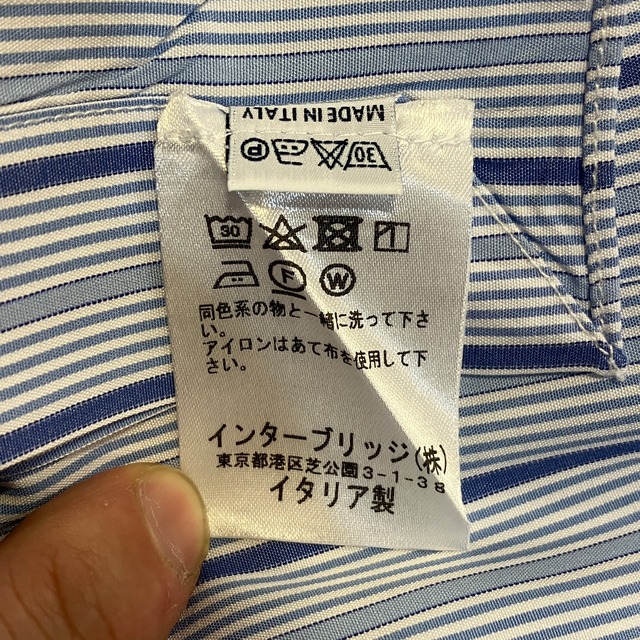 MADE IN ITALY
30 P
30
F W
同色系の物と一緒に洗って下さ
い。
アイロンはあて布を使用して下
さい。
インターブリッジ(株)
東京都港区芝公園3-1-38
イタリア製